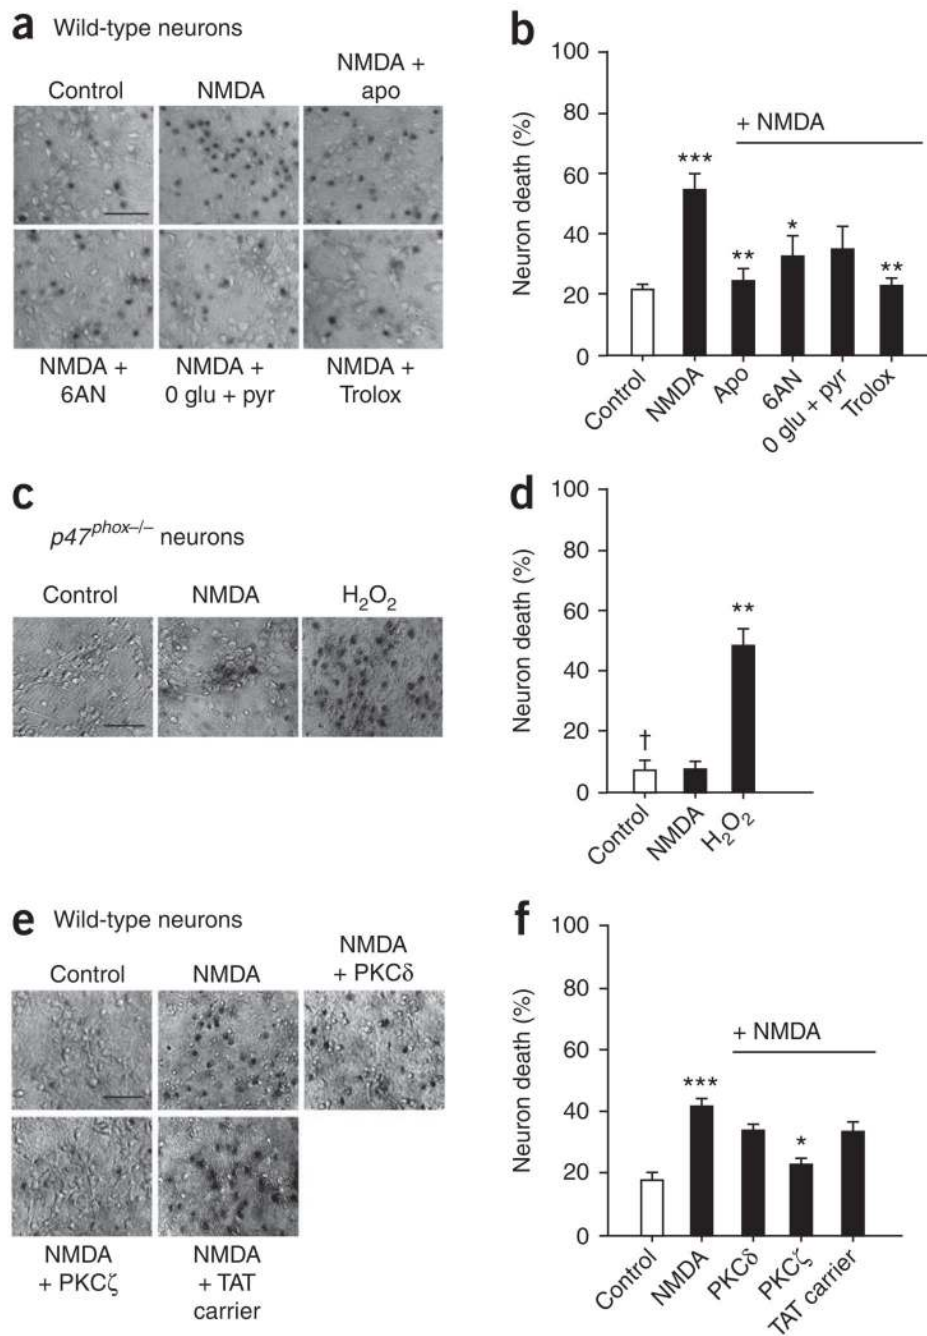 a Wild-type neurons
Control
NMDA
NMDA +
apo
NMDA +
6AN
NMDA +
0 glu + pyr
NMDA +
Trolox
b
Neuron death (%)
100
80
60
40
20
0
+ NMDA
***
**
*
**
Control
NMDA
Apo
6AN
0 glu + pyr
Trolox
c
p47phox–/– neurons
Control
NMDA
H2O2
d
Neuron death (%)
100
80
60
40
20
0
†
**
Control
NMDA
H2O2
e Wild-type neurons
Control
NMDA
NMDA
+ PKCδ
NMDA
+ PKCζ
NMDA
+ TAT
carrier
f
Neuron death (%)
100
80
60
40
20
0
+ NMDA
***
*
Control
NMDA
PKCδ
PKCζ
TAT carrier